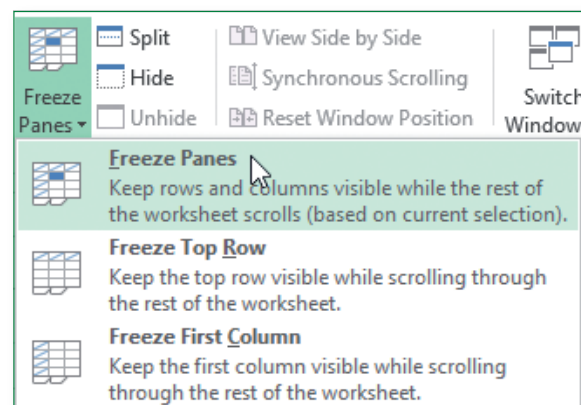 Split
View Side by Side
Hide
Synchronous Scrolling
Freeze
Panes
Unhide
Reset Window Position
Switch
Window
Freeze Panes
Keep rows and columns visible while the rest of
the worksheet scrolls (based on current selection).
Freeze Top Row
Keep the top row visible while scrolling through
the rest of the worksheet.
Freeze First Column
Keep the first column visible while scrolling
through the rest of the worksheet.